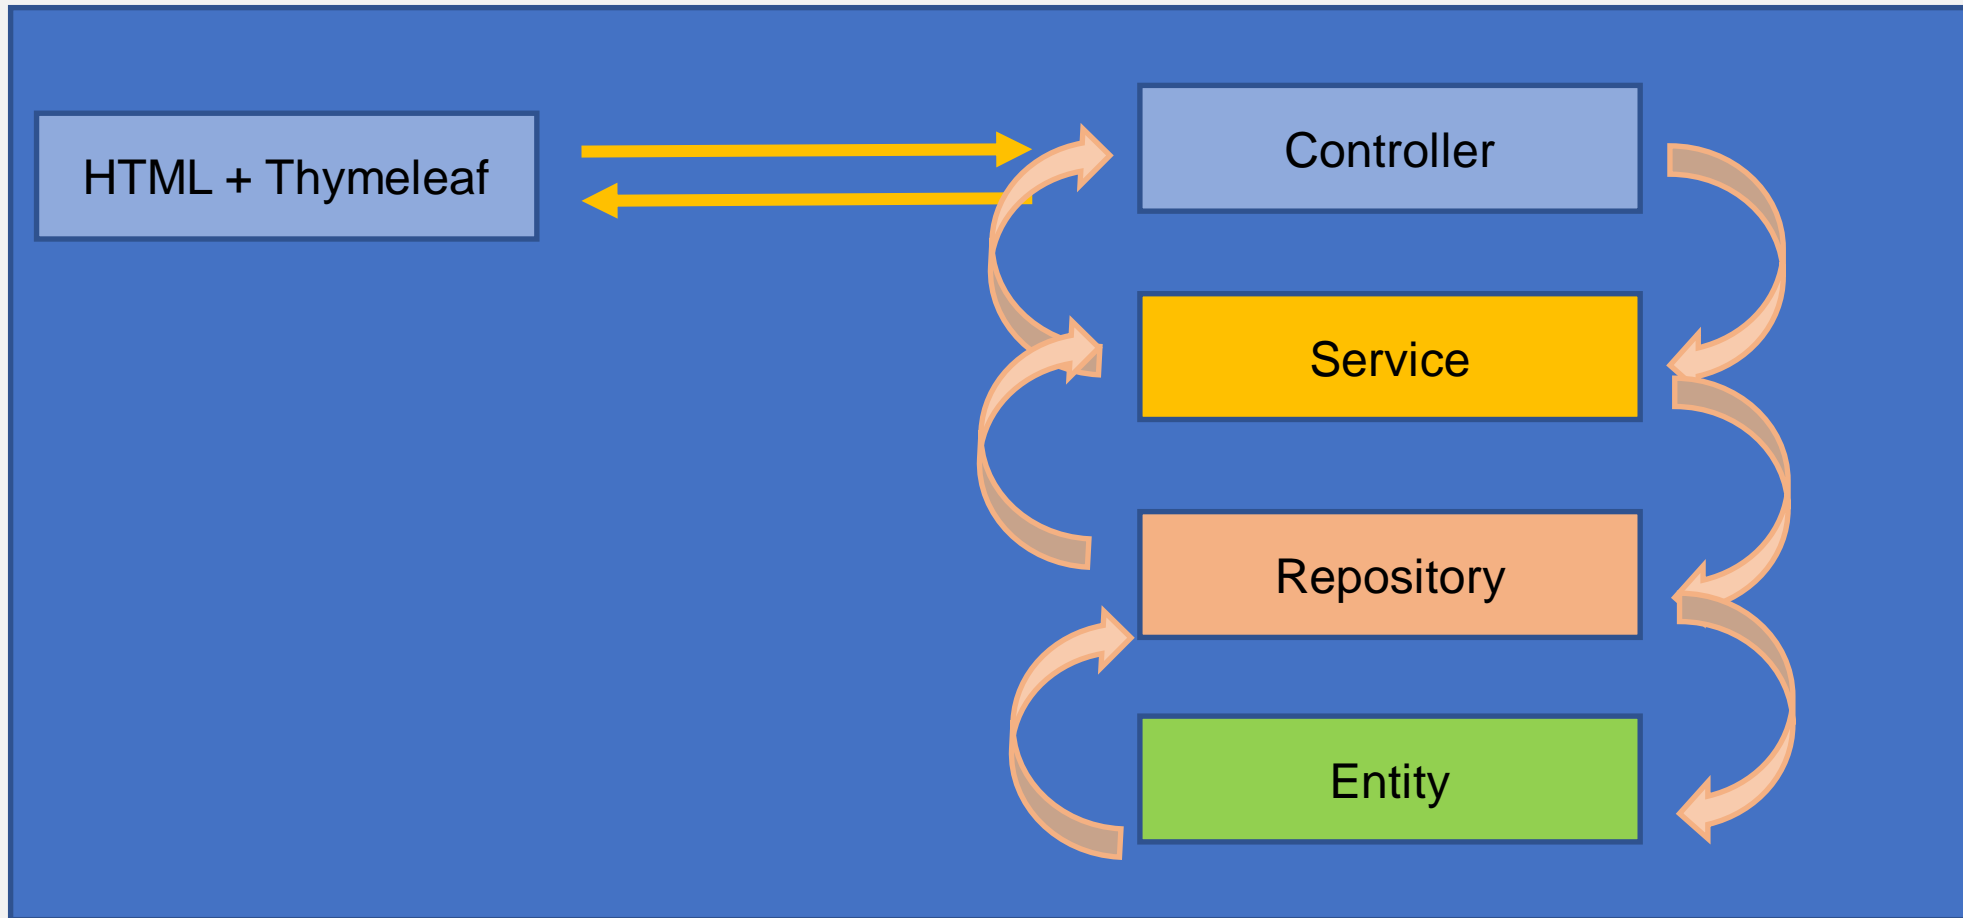 HTML + Thymeleaf
Controller
Service
Repository
Entity